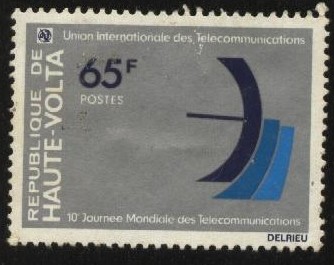 Union Internationale des Telecommunications
REPUBLIQUE DE
HAUTE-VOLTA
65F
POSTES
10e Journee Mondiale des Telecommunications
DELRIEU